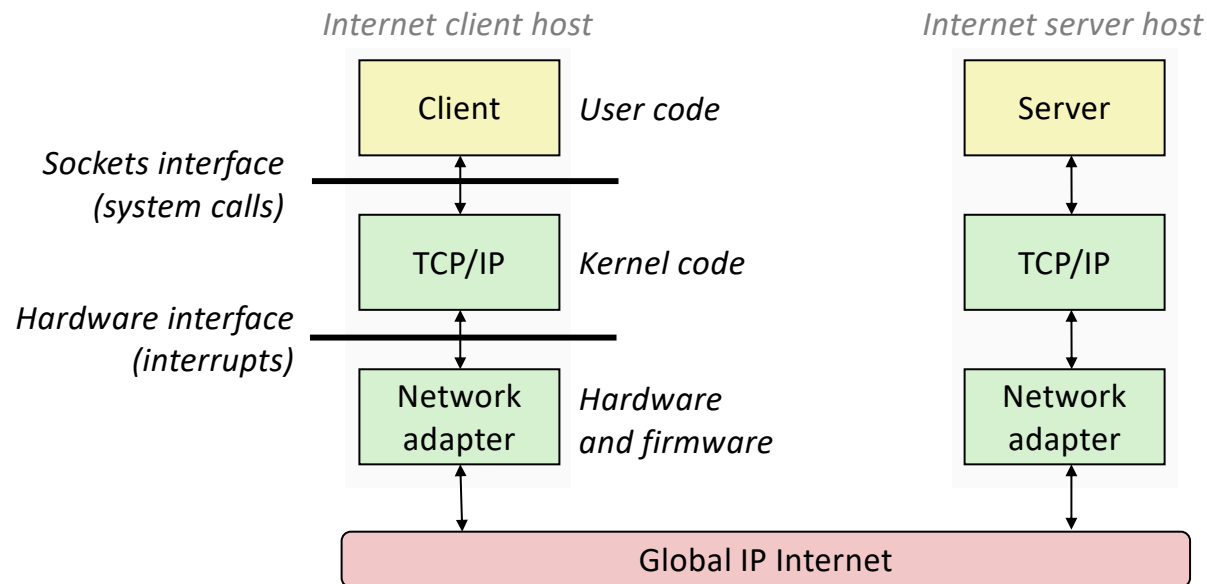 Internet client host
Internet server host
Client
User code
Server
Sockets interface
(system calls)
TCP/IP
Kernel code
TCP/IP
Hardware interface
(interrupts)
Network
adapter
Hardware
and firmware
Network
adapter
Global IP Internet